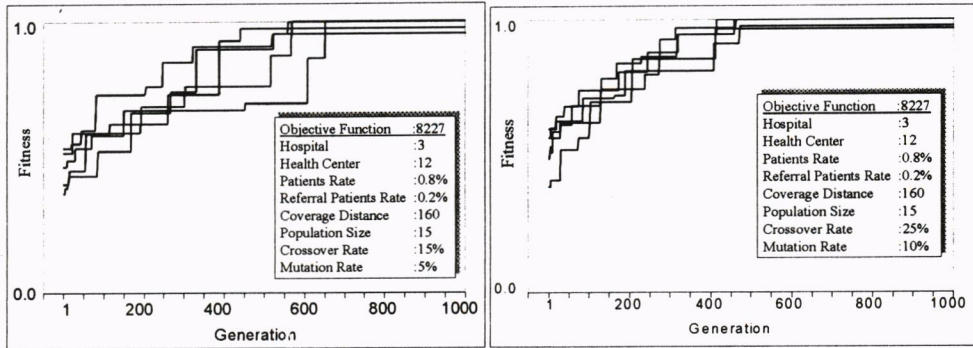 1.0
Fitness
0.0
Objective Function :8227
Hospital :3
Health Center :12
Patients Rate :0.8%
Referral Patients Rate :0.2%
Coverage Distance :160
Population Size :15
Crossover Rate :15%
Mutation Rate :5%
1 200 400 600 800 1000
Generation
1.0
Fitness
0.0
Objective Function :8227
Hospital :3
Health Center :12
Patients Rate :0.8%
Referral Patients Rate :0.2%
Coverage Distance :160
Population Size :15
Crossover Rate :25%
Mutation Rate :10%
1 200 400 600 800 1000
Generation